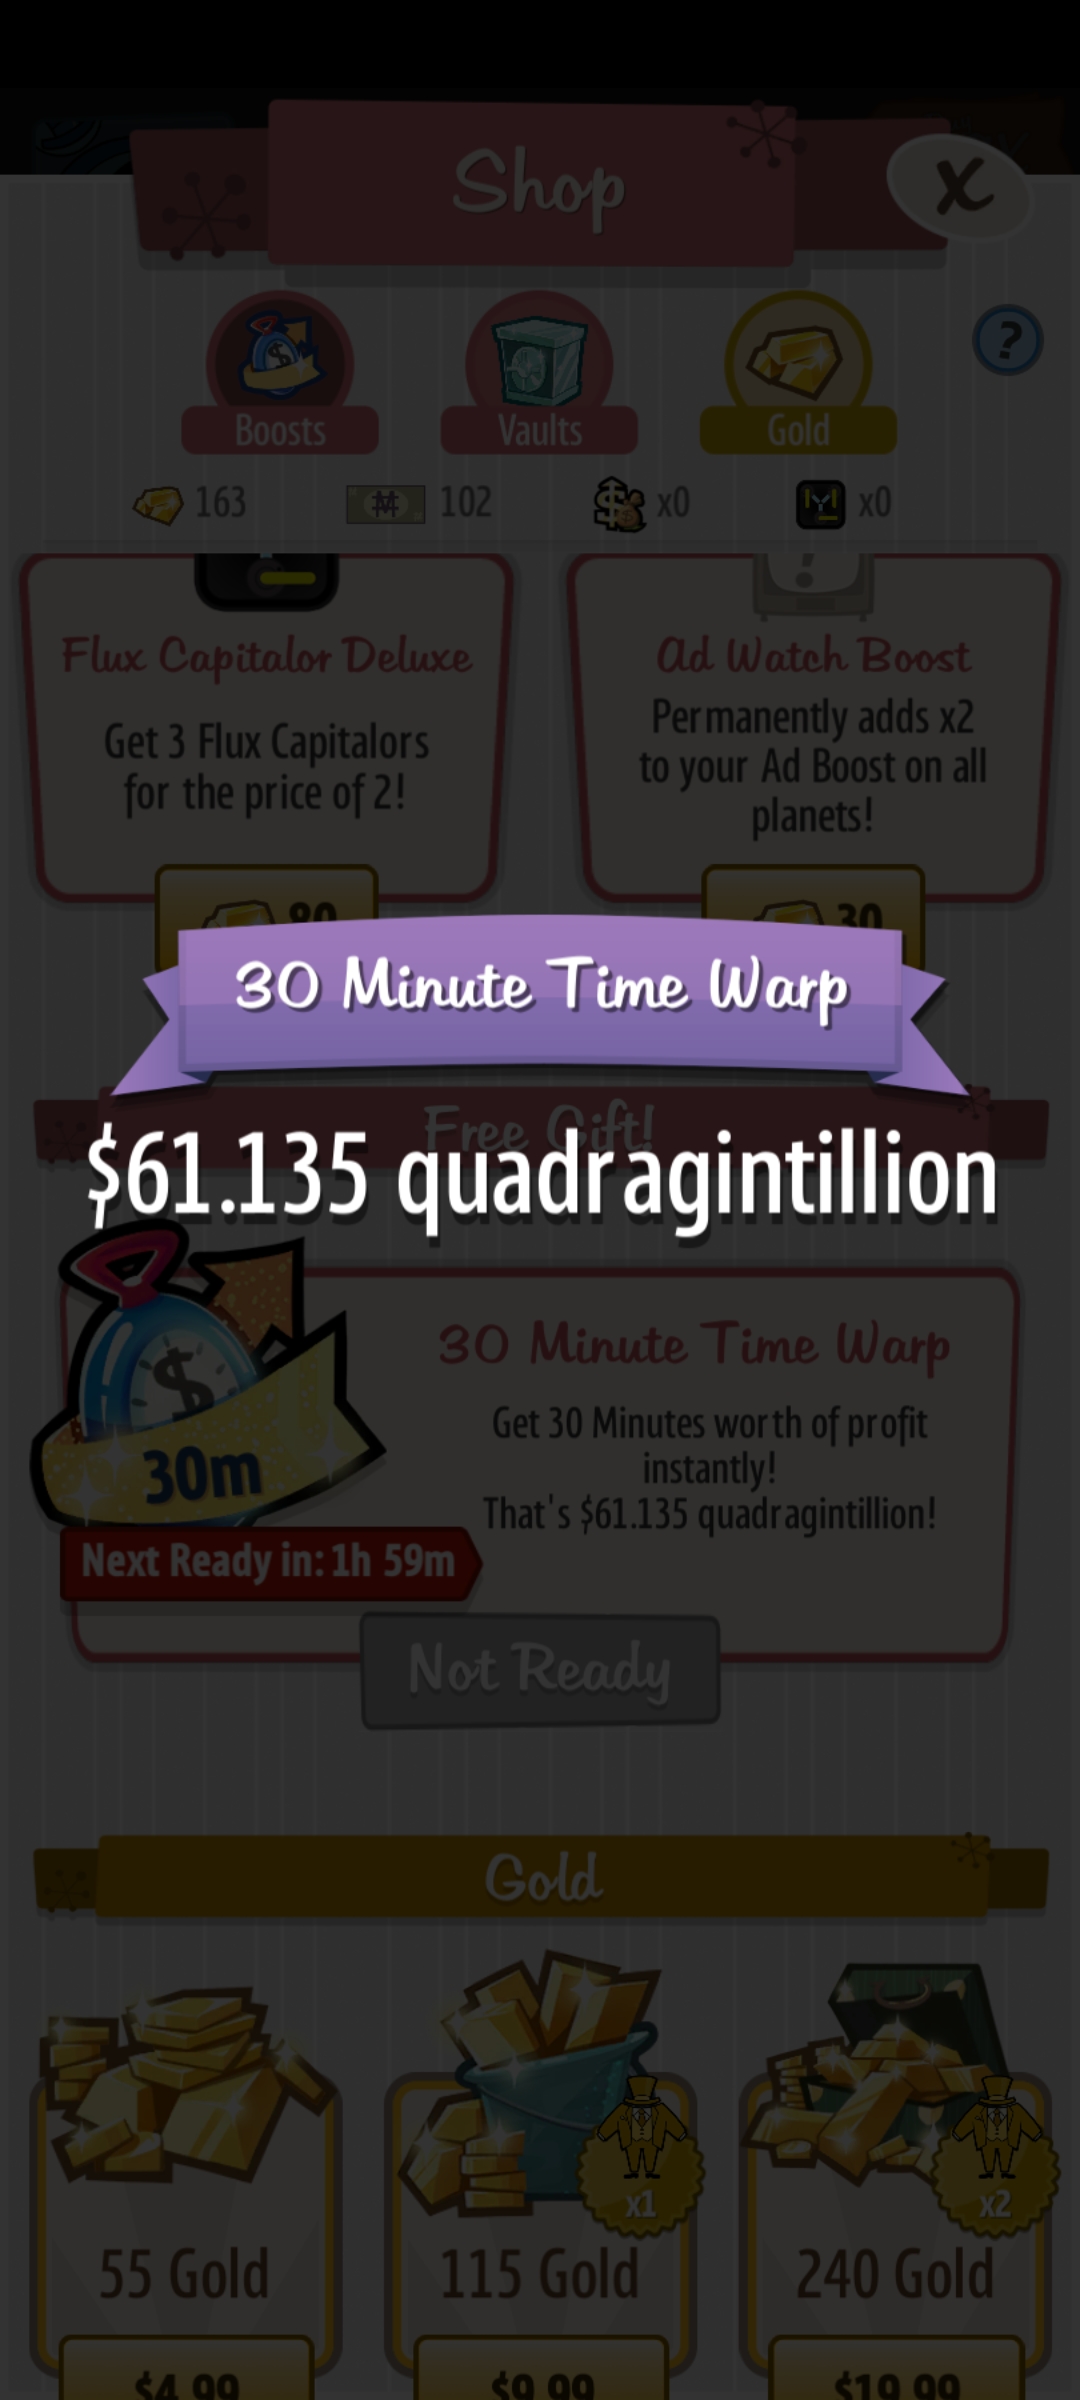 Shop
X
?
Boosts
Vaults
Gold
163
102
x0
x0
Flux Capitalor Deluxe
Get 3 Flux Capitalors
for the price of 2!
80
Ad Watch Boost
Permanently adds x2
to your Ad Boost on all
planets!
30
30 Minute Time Warp
Free Gift!
$61.135 quadragintillion
30m
30 Minute Time Warp
Get 30 Minutes worth of profit
instantly!
That's $61.135 quadragintillion!
Next Ready in: 1h 59m
Not Ready
Gold
x1
x2
55 Gold
115 Gold
240 Gold
$4.99
$9.99
$19.99